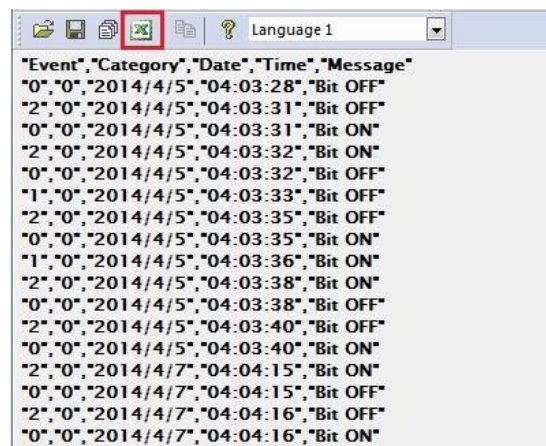 Language 1
"Event","Category","Date","Time","Message"
"0","0","2014/4/5","04:03:28","Bit OFF"
"2","0","2014/4/5","04:03:31","Bit OFF"
"0","0","2014/4/5","04:03:31","Bit ON"
"2","0","2014/4/5","04:03:32","Bit ON"
"0","0","2014/4/5","04:03:32","Bit OFF"
"1","0","2014/4/5","04:03:33","Bit OFF"
"2","0","2014/4/5","04:03:35","Bit OFF"
"0","0","2014/4/5","04:03:35","Bit ON"
"1","0","2014/4/5","04:03:36","Bit ON"
"2","0","2014/4/5","04:03:38","Bit ON"
"0","0","2014/4/5","04:03:38","Bit OFF"
"2","0","2014/4/5","04:03:40","Bit OFF"
"0","0","2014/4/5","04:03:40","Bit ON"
"2","0","2014/4/7","04:04:15","Bit ON"
"0","0","2014/4/7","04:04:15","Bit OFF"
"2","0","2014/4/7","04:04:16","Bit OFF"
"0","0","2014/4/7","04:04:16","Bit ON"